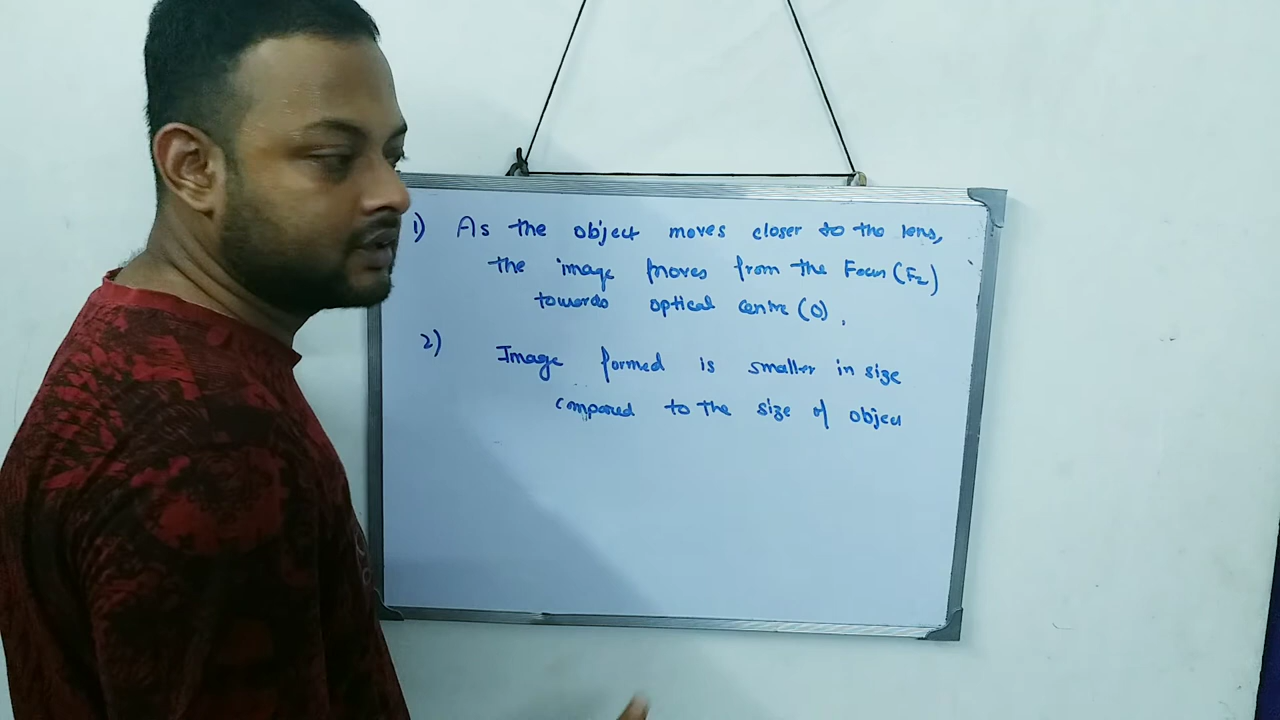 1) As the object moves closer to the lens,
the image moves from the Focus (F2)
towards optical centre (O).
2) Image formed is smaller in size
compared to the size of object